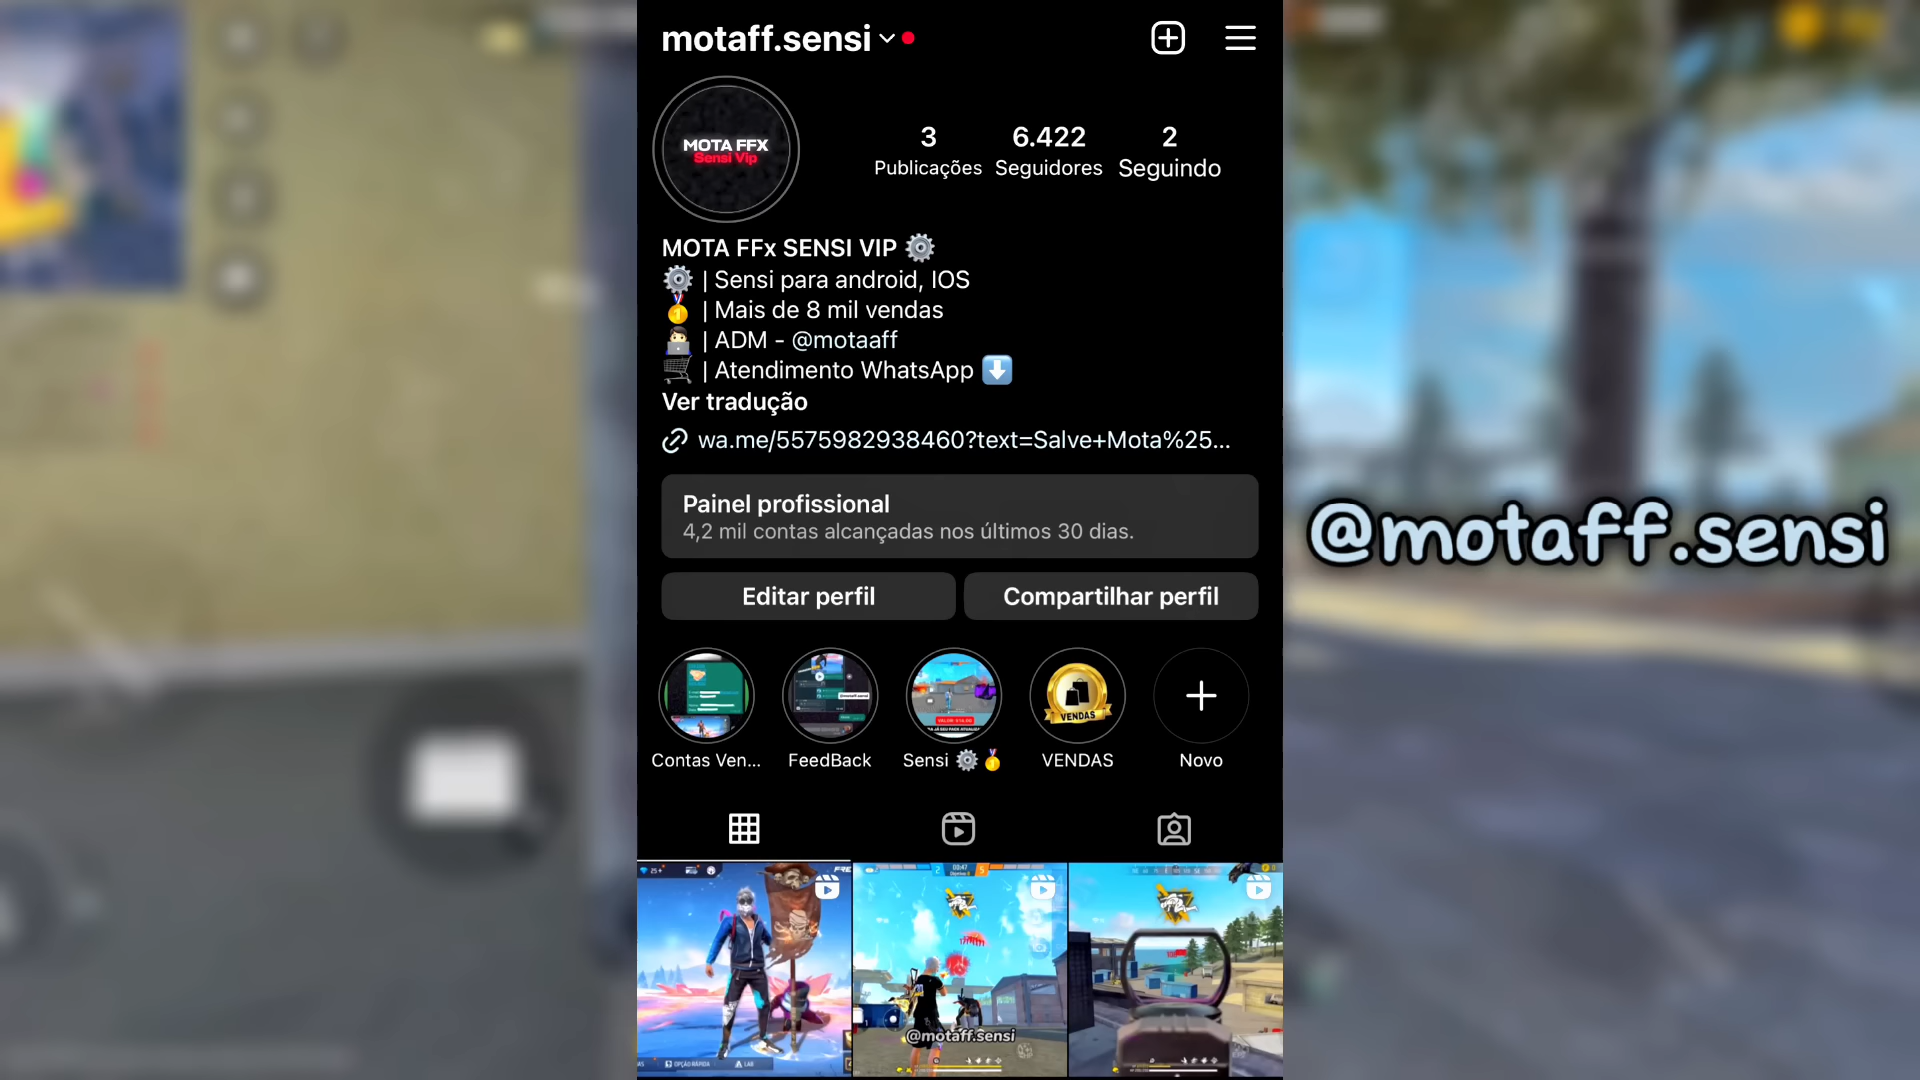 motaff.sensi
MOTA FFX
Sensi Vip
3
Publicações
6.422
Seguidores
2
Seguindo
MOTA FFx SENSI VIP ⚙️
⚙️ | Sensi para android, IOS
🥇 | Mais de 8 mil vendas
👨🏻‍💻 | ADM - @motaaff
🛒 | Atendimento WhatsApp ⬇️
Ver tradução
wa.me/5575982938460?text=Salve+Mota%25...
Painel profissional
4,2 mil contas alcançadas nos últimos 30 dias.
Editar perfil
Compartilhar perfil
@motaff.sensi
VENDAS
Contas Ven...
FeedBack
Sensi ⚙️🥇
VENDAS
Novo
@motaff.sensi